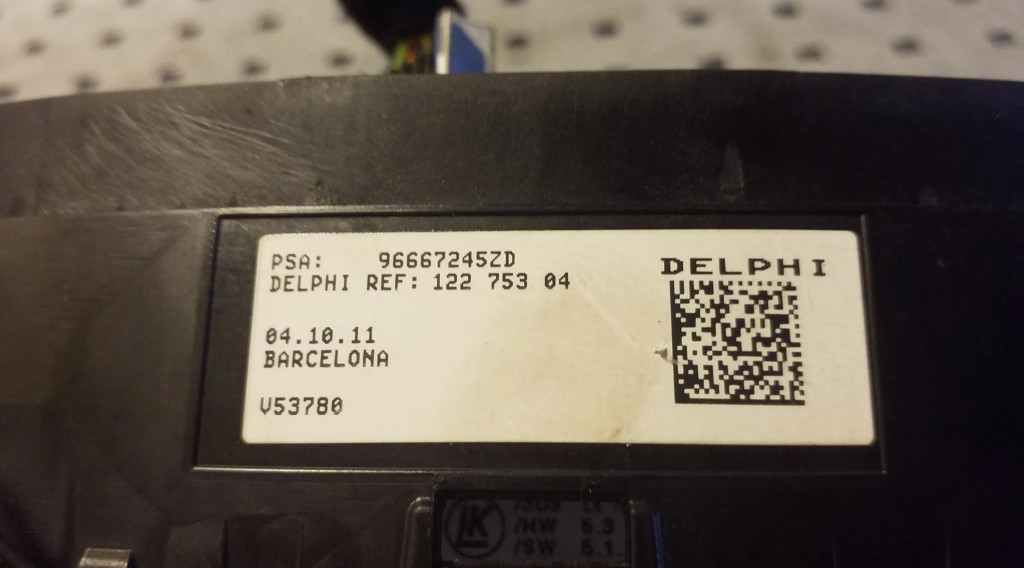 PSA: 96667245ZD
DELPHI REF: 122 753 04
DELPHI
04.10.11
BARCELONA
V53780
LK
/HW 5.3
/SW 5.1